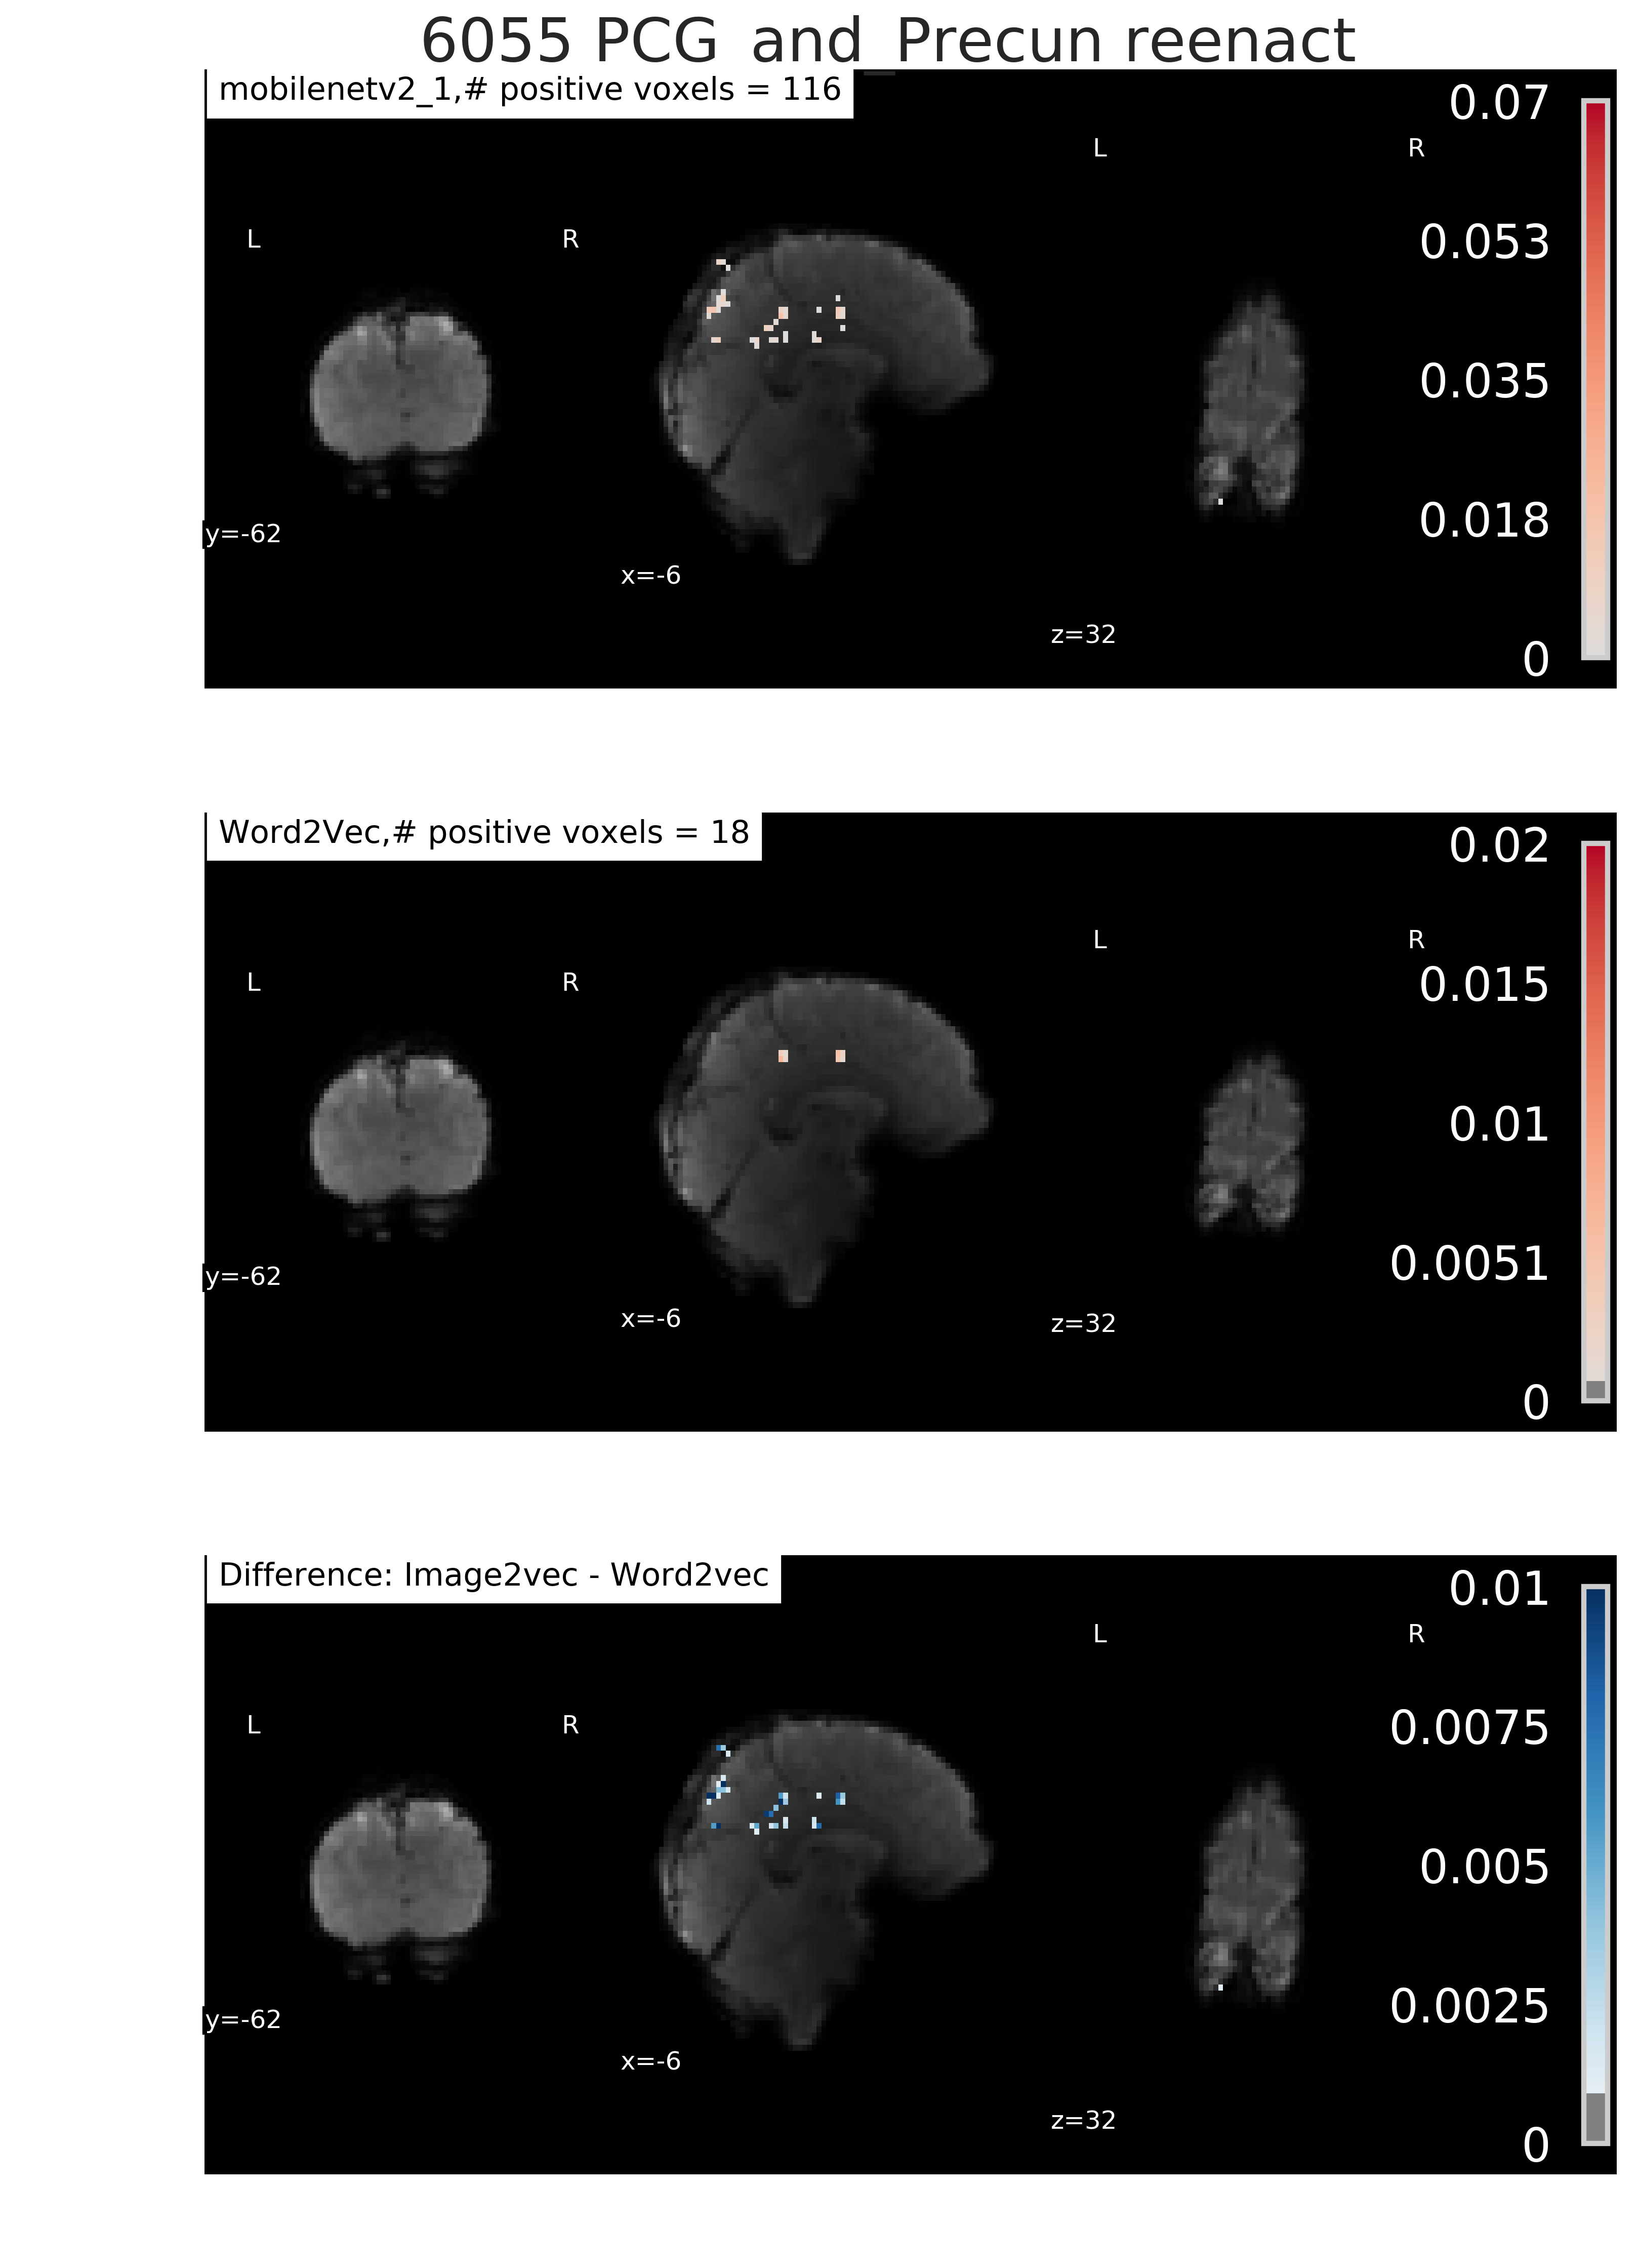 6055 PCG_and_Precun reenact
mobilenetv2_1,# positive voxels = 116
0.07
L R
0.053
L R
0.035
0.018
y=-62
x=-6
z=32
0
Word2Vec,# positive voxels = 18
0.02
L R
0.015
L R
0.01
0.0051
y=-62
x=-6
z=32
0
Difference: Image2vec - Word2vec
0.01
L R
0.0075
L R
0.005
0.0025
y=-62
x=-6
z=32
0